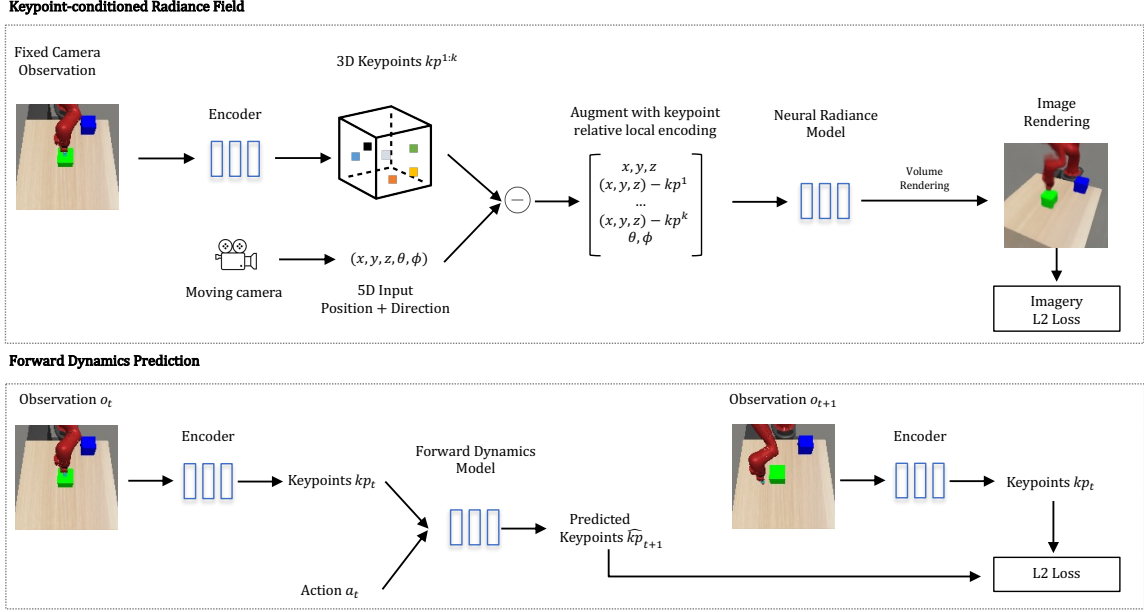 Keypoint-conditioned Radiance Field
Fixed Camera
Observation
Encoder
3D Keypoints kp^{1:k}
Augment with keypoint
relative local encoding
Neural Radiance
Model
Image
Rendering
x, y, z
(x, y, z) − kp^1
…
(x, y, z) − kp^k
θ, ϕ
Volume
Rendering
−
Moving camera
(x, y, z, θ, ϕ)
5D Input
Position + Direction
Imagery
L2 Loss
Forward Dynamics Prediction
Observation o_t
Encoder
Keypoints kp_t
Action a_t
Forward Dynamics
Model
Predicted
Keypoints \widehat{kp}_{t+1}
Observation o_{t+1}
Encoder
Keypoints kp_t
L2 Loss